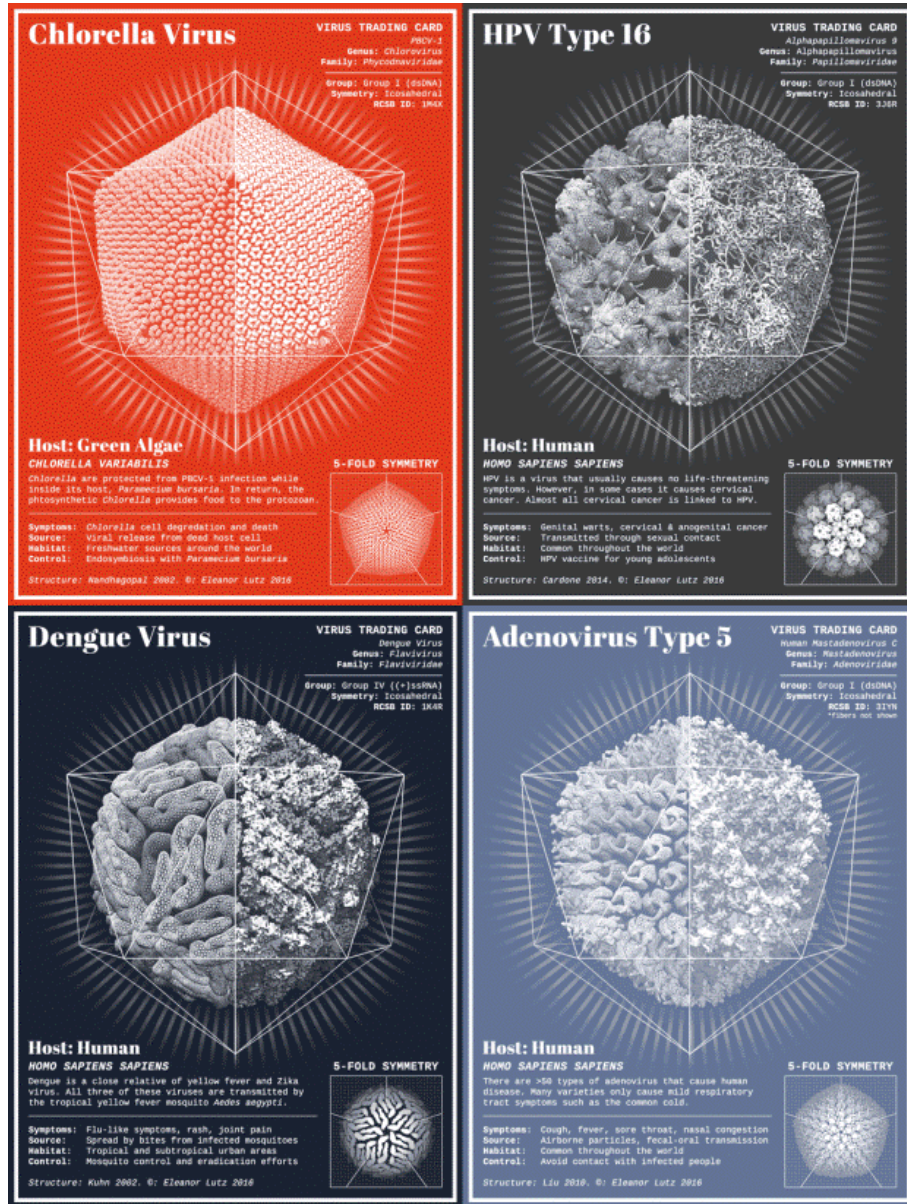 Chlorella Virus
VIRUS TRADING CARD
PBCV-1
Genus: Chlorovirus
Family: Phycodnaviridae
Group: Group I (dsDNA)
Symmetry: Icosahedral
RCSB ID: 1M4X
Host: Green Algae
CHLORELLA VARIABILIS
Chlorella are protected from PBCV-1 infection while
inside its host, Paramecium bursaria. In return, the
phtosynthetic Chlorella provides food to the protozoan.
Symptoms: Chlorella cell degredation and death
Source: Viral release from dead host cell
Habitat: Freshwater sources around the world
Control: Endosymbiosis with Paramecium bursaria
Structure: Nandhagopal 2002. ©: Eleanor Lutz 2016
5-FOLD SYMMETRY
HPV Type 16
VIRUS TRADING CARD
Alphapapillomavirus 9
Genus: Alphapapillomavirus
Family: Papillomaviridae
Group: Group I (dsDNA)
Symmetry: Icosahedral
RCSB ID: 3J6R
Host: Human
HOMO SAPIENS SAPIENS
HPV is a virus that usually causes no life-threatening
symptoms. However, in some cases it causes cervical
cancer. Almost all cervical cancer is linked to HPV.
Symptoms: Genital warts, cervical & anogenital cancer
Source: Transmitted through sexual contact
Habitat: Common throughout the world
Control: HPV vaccine for young adolescents
Structure: Cardone 2014. ©: Eleanor Lutz 2016
5-FOLD SYMMETRY
Dengue Virus
VIRUS TRADING CARD
Dengue Virus
Genus: Flavivirus
Family: Flaviviridae
Group: Group IV ((+)ssRNA)
Symmetry: Icosahedral
RCSB ID: 1K4R
Host: Human
HOMO SAPIENS SAPIENS
Dengue is a close relative of yellow fever and Zika
virus. All three of these viruses are transmitted by
the tropical yellow fever mosquito Aedes aegypti.
Symptoms: Flu-like symptoms, rash, joint pain
Source: Spread by bites from infected mosquitoes
Habitat: Tropical and subtropical urban areas
Control: Mosquito control and eradication efforts
Structure: Kuhn 2002. ©: Eleanor Lutz 2016
5-FOLD SYMMETRY
Adenovirus Type 5
VIRUS TRADING CARD
Human Mastadenovirus C
Genus: Mastadenovirus
Family: Adenoviridae
Group: Group I (dsDNA)
Symmetry: Icosahedral
RCSB ID: 3IYN
*fibers not shown
Host: Human
HOMO SAPIENS SAPIENS
There are >50 types of adenovirus that cause human
disease. Many varieties only cause mild respiratory
tract symptoms such as the common cold.
Symptoms: Cough, fever, sore throat, nasal congestion
Source: Airborne particles, fecal-oral transmission
Habitat: Common throughout the world
Control: Avoid contact with infected people
Structure: Liu 2010. ©: Eleanor Lutz 2016
5-FOLD SYMMETRY